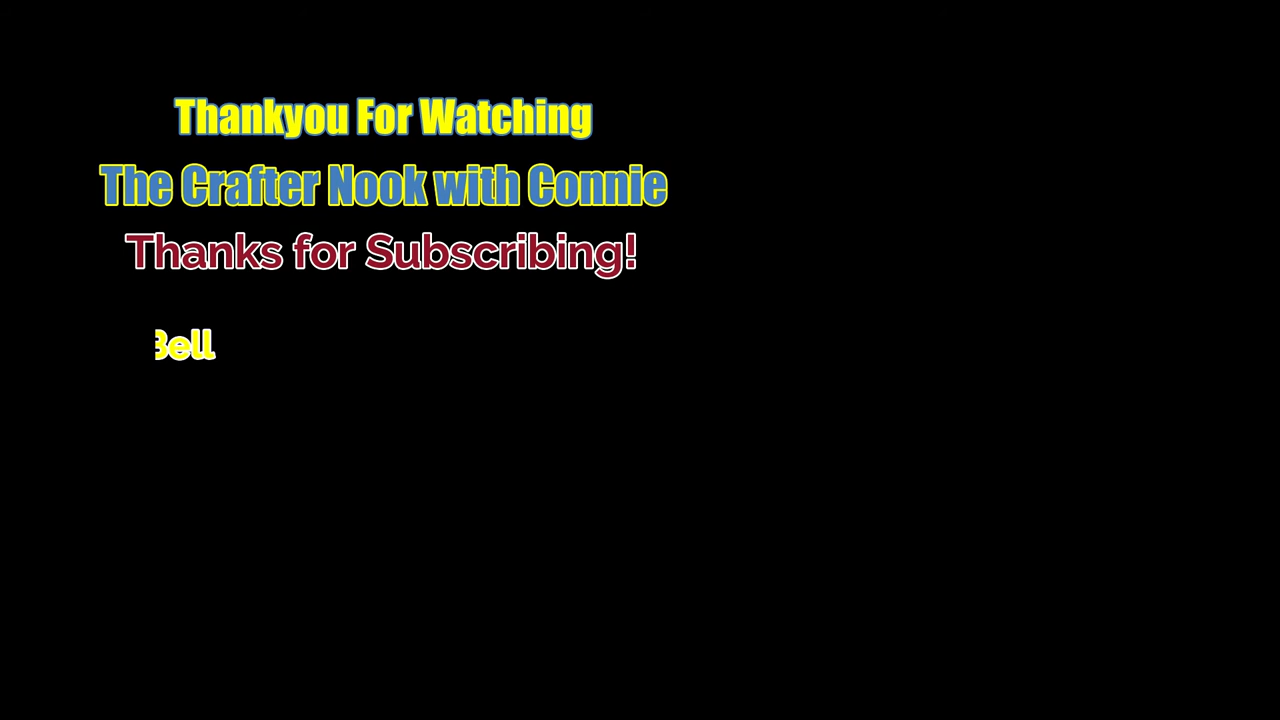 Thankyou For Watching
The Crafter Nook with Connie
Thanks for Subscribing!
Bell